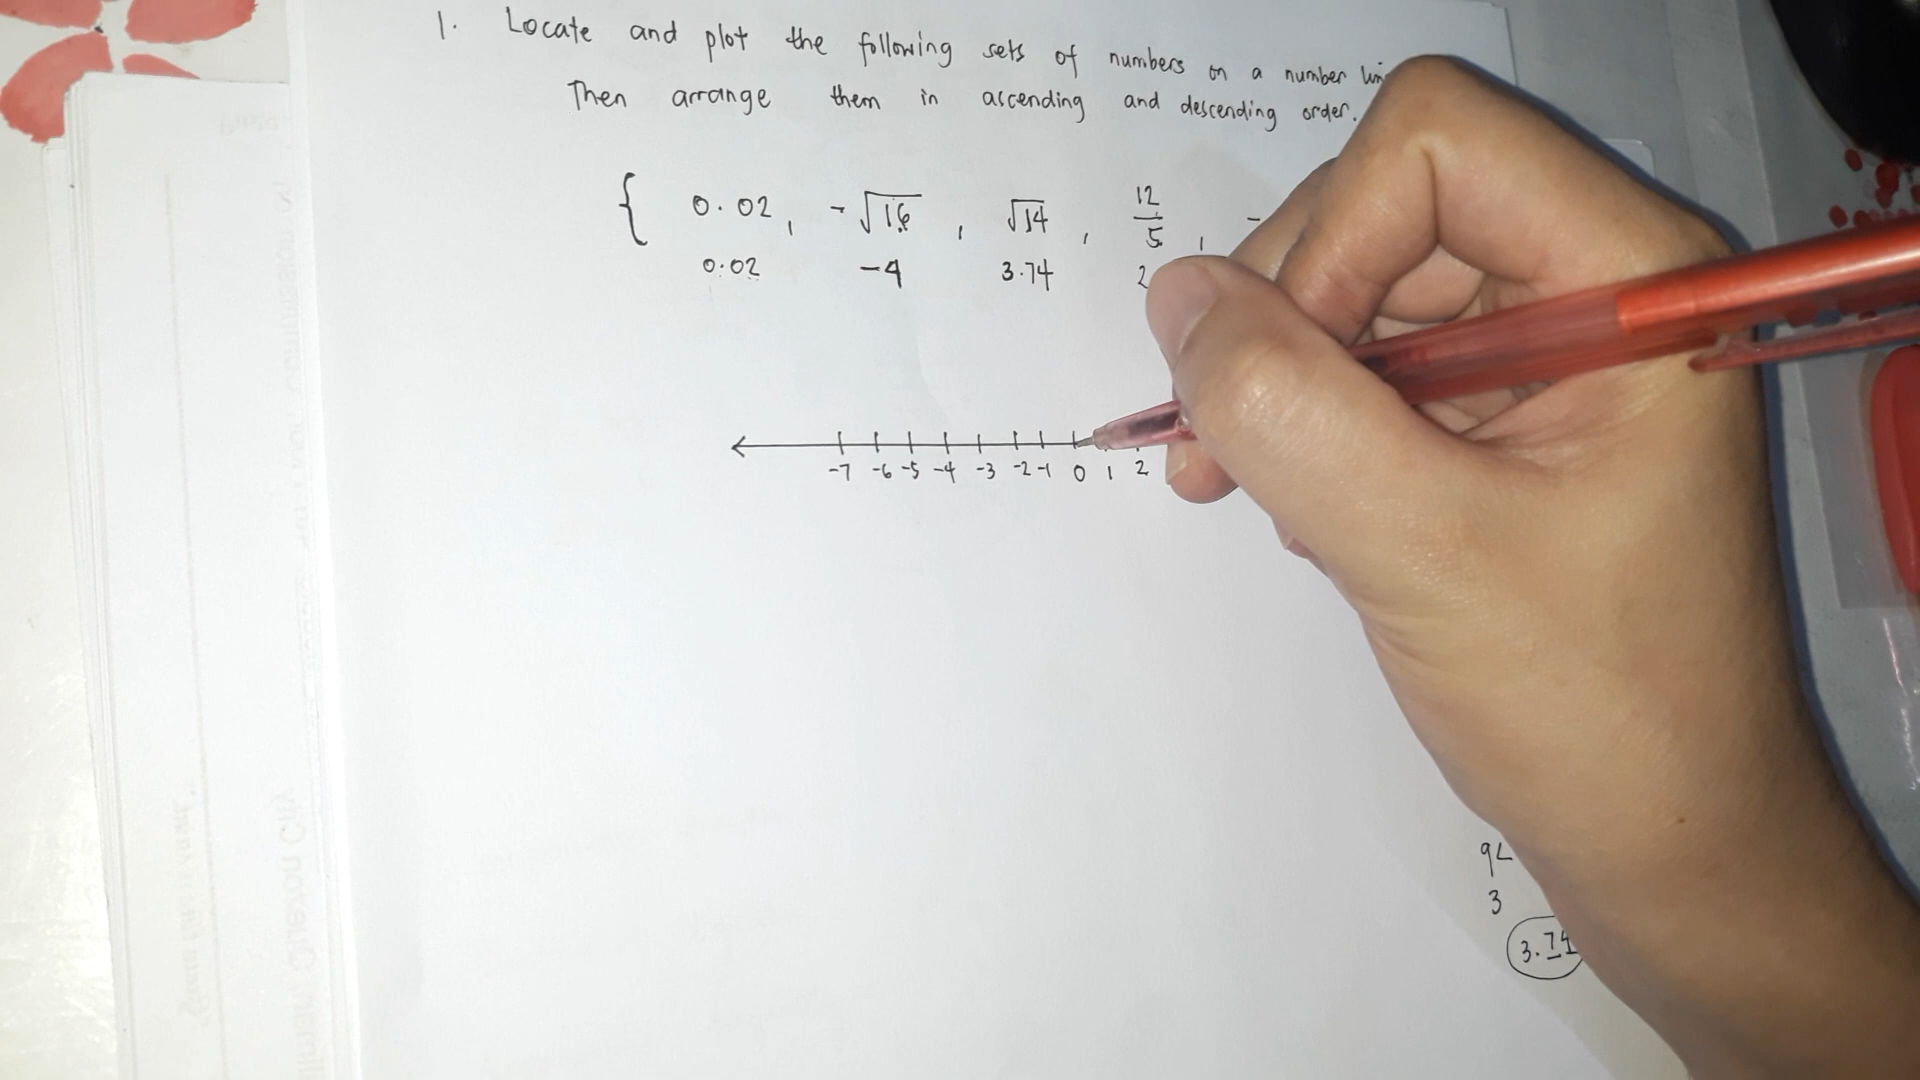 1. Locate and plot the following sets of numbers on a number
Then arrange them in ascending and descending order.
{ 0.02, -√16, √14, 12/5, -
0.02 -4 3.74 2
-7 -6 -5 -4 -3 -2 -1 0 1 2
3
3.74